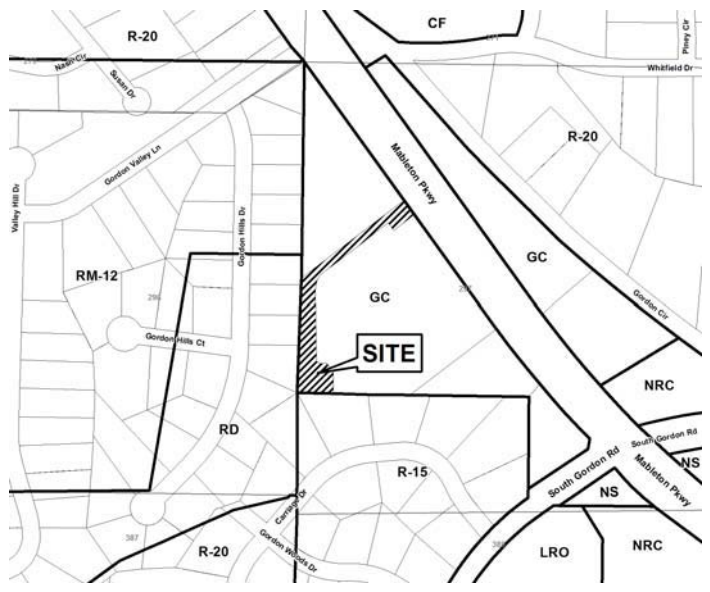 CF
R-20
Piney Cir
Nash Cir
Susan Dr
Whitfield Dr
R-20
Mableton Pkwy
Gordon Valley Ln
Valley Hill Dr
Gordon Hills Dr
GC
RM-12
GC
Gordon Cir
Gordon Hills Ct
SITE
NRC
RD
South Gordon Rd
R-15
South Gordon Rd
NS
Mableton Pkwy
NS
Gordon Woods Dr
R-20
LRO
NRC
307